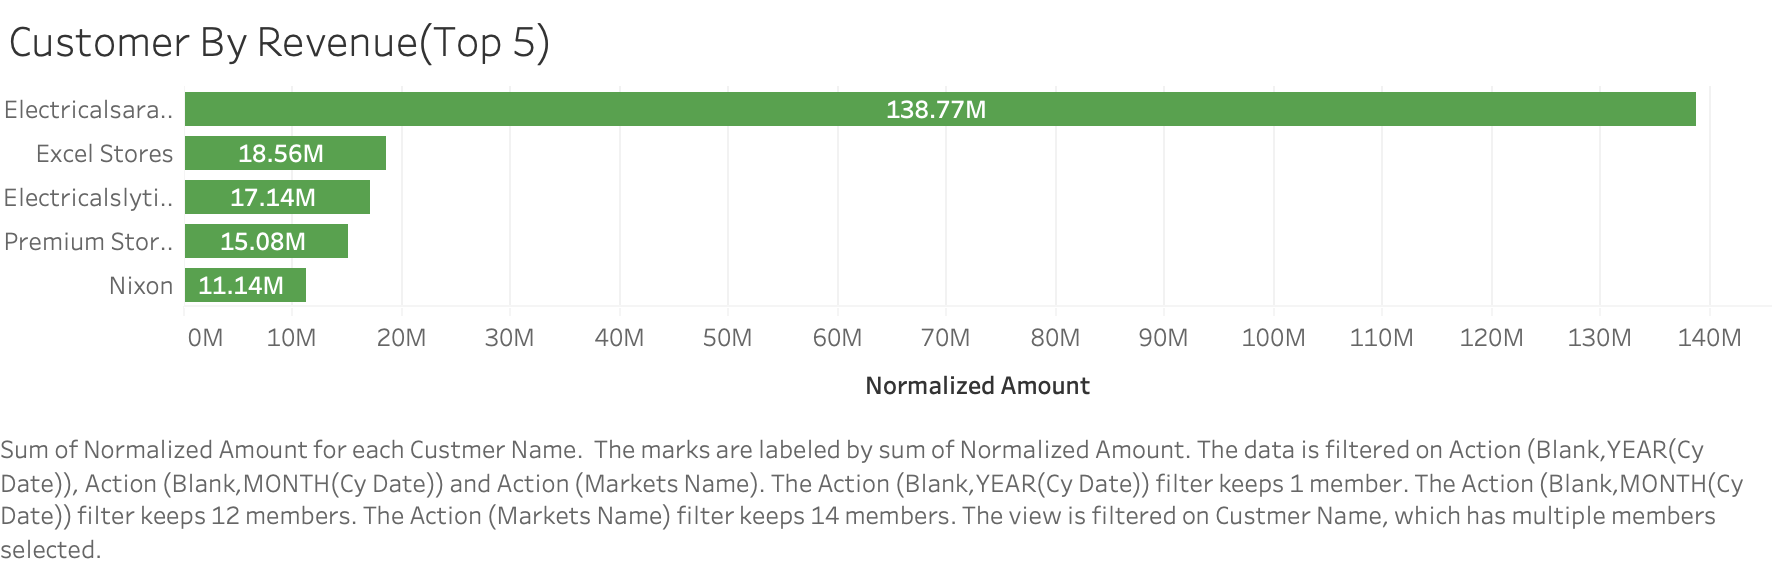 Customer By Revenue(Top 5)
Electricalsara..
138.77M
Excel Stores
18.56M
Electricalslyti..
17.14M
Premium Stor..
15.08M
Nixon
11.14M
0M 10M 20M 30M 40M 50M 60M 70M 80M 90M 100M 110M 120M 130M 140M
Normalized Amount
Sum of Normalized Amount for each Custmer Name.  The marks are labeled by sum of Normalized Amount. The data is filtered on Action (Blank,YEAR(Cy
Date)), Action (Blank,MONTH(Cy Date)) and Action (Markets Name). The Action (Blank,YEAR(Cy Date)) filter keeps 1 member. The Action (Blank,MONTH(Cy
Date)) filter keeps 12 members. The Action (Markets Name) filter keeps 14 members. The view is filtered on Custmer Name, which has multiple members
selected.